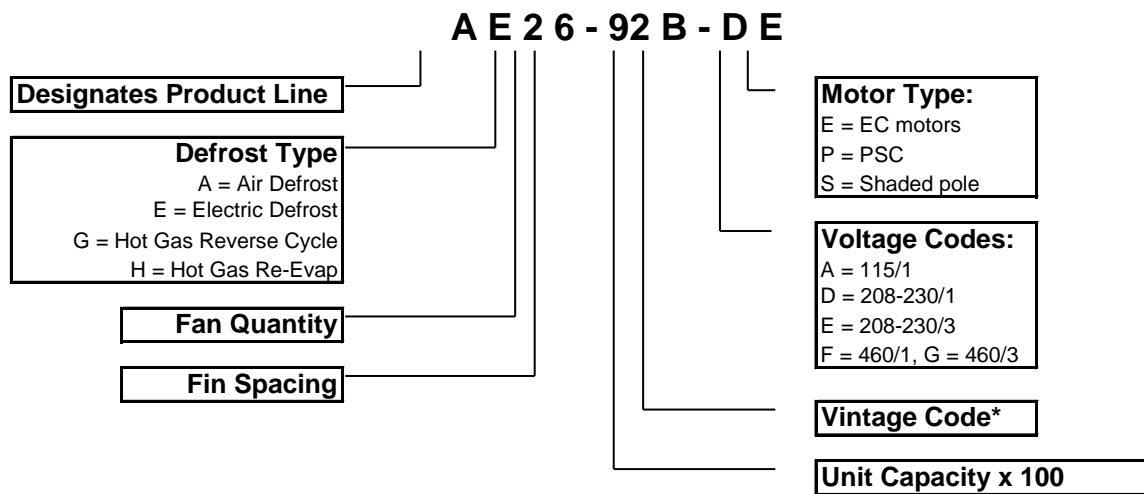 A E 2 6 - 92 B - D E
Designates Product Line
Defrost Type
A = Air Defrost
E = Electric Defrost
G = Hot Gas Reverse Cycle
H = Hot Gas Re-Evap
Fan Quantity
Fin Spacing
Motor Type:
E = EC motors
P = PSC
S = Shaded pole
Voltage Codes:
A = 115/1
D = 208-230/1
E = 208-230/3
F = 460/1, G = 460/3
Vintage Code*
Unit Capacity x 100